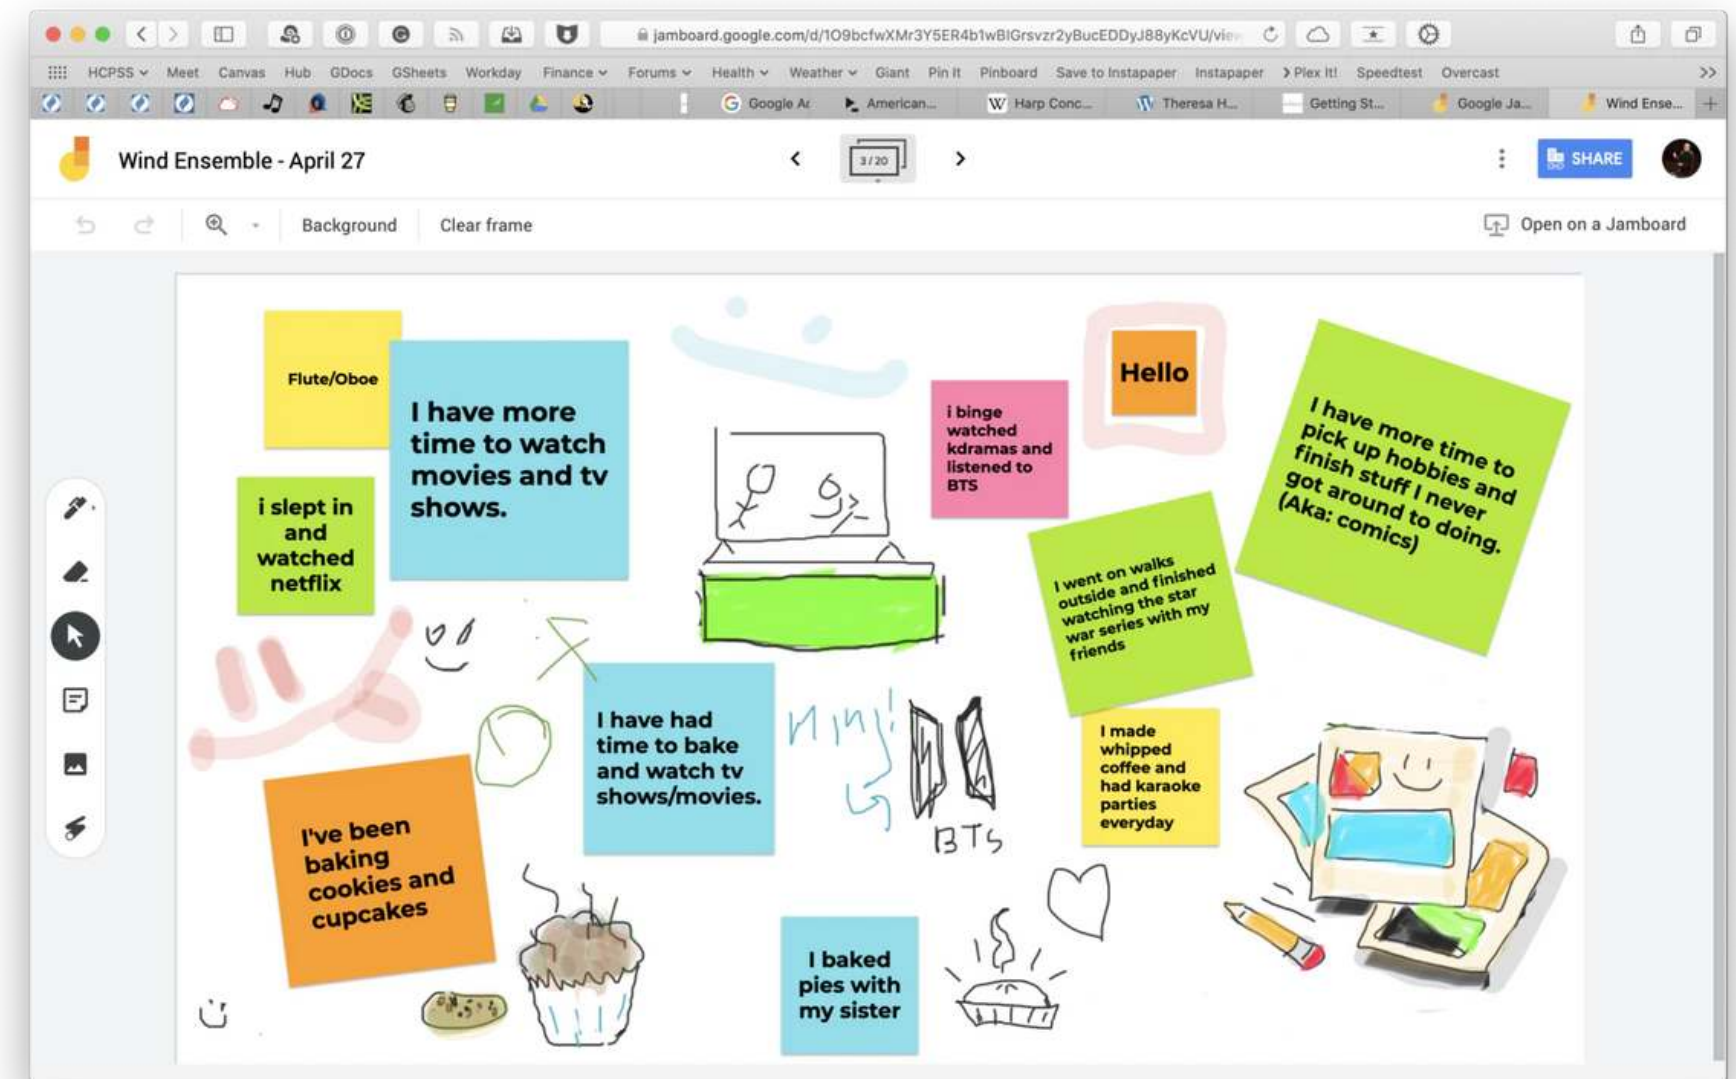 jamboard.google.com/d/1O9bcfwXMr3Y5ER4b1wBIGrsvzr2yBucEDDyJ88yKcVU/view
HCPSS Meet Canvas Hub GDocs GSheets Workday Finance Forums Health Weather Giant Pin It Pinboard Save to Instapaper Instapaper Plex It! Speedtest Overcast >>
G Google Ac American... W Harp Conc... Theresa H... Getting St... Google Ja... Wind Ense... +
Wind Ensemble - April 27
3 / 20
SHARE
Background Clear frame
Open on a Jamboard
Flute/Oboe
I have more
time to watch
movies and tv
shows.
i slept in
and
watched
netflix
i binge
watched
kdramas and
listened to
BTS
Hello
I have more time to
pick up hobbies and
finish stuff I never
got around to doing.
(Aka: comics)
I went on walks
outside and finished
watching the star
war series with my
friends
I have had
time to bake
and watch tv
shows/movies.
BTS
I made
whipped
coffee and
had karaoke
parties
everyday
I've been
baking
cookies and
cupcakes
I baked
pies with
my sister